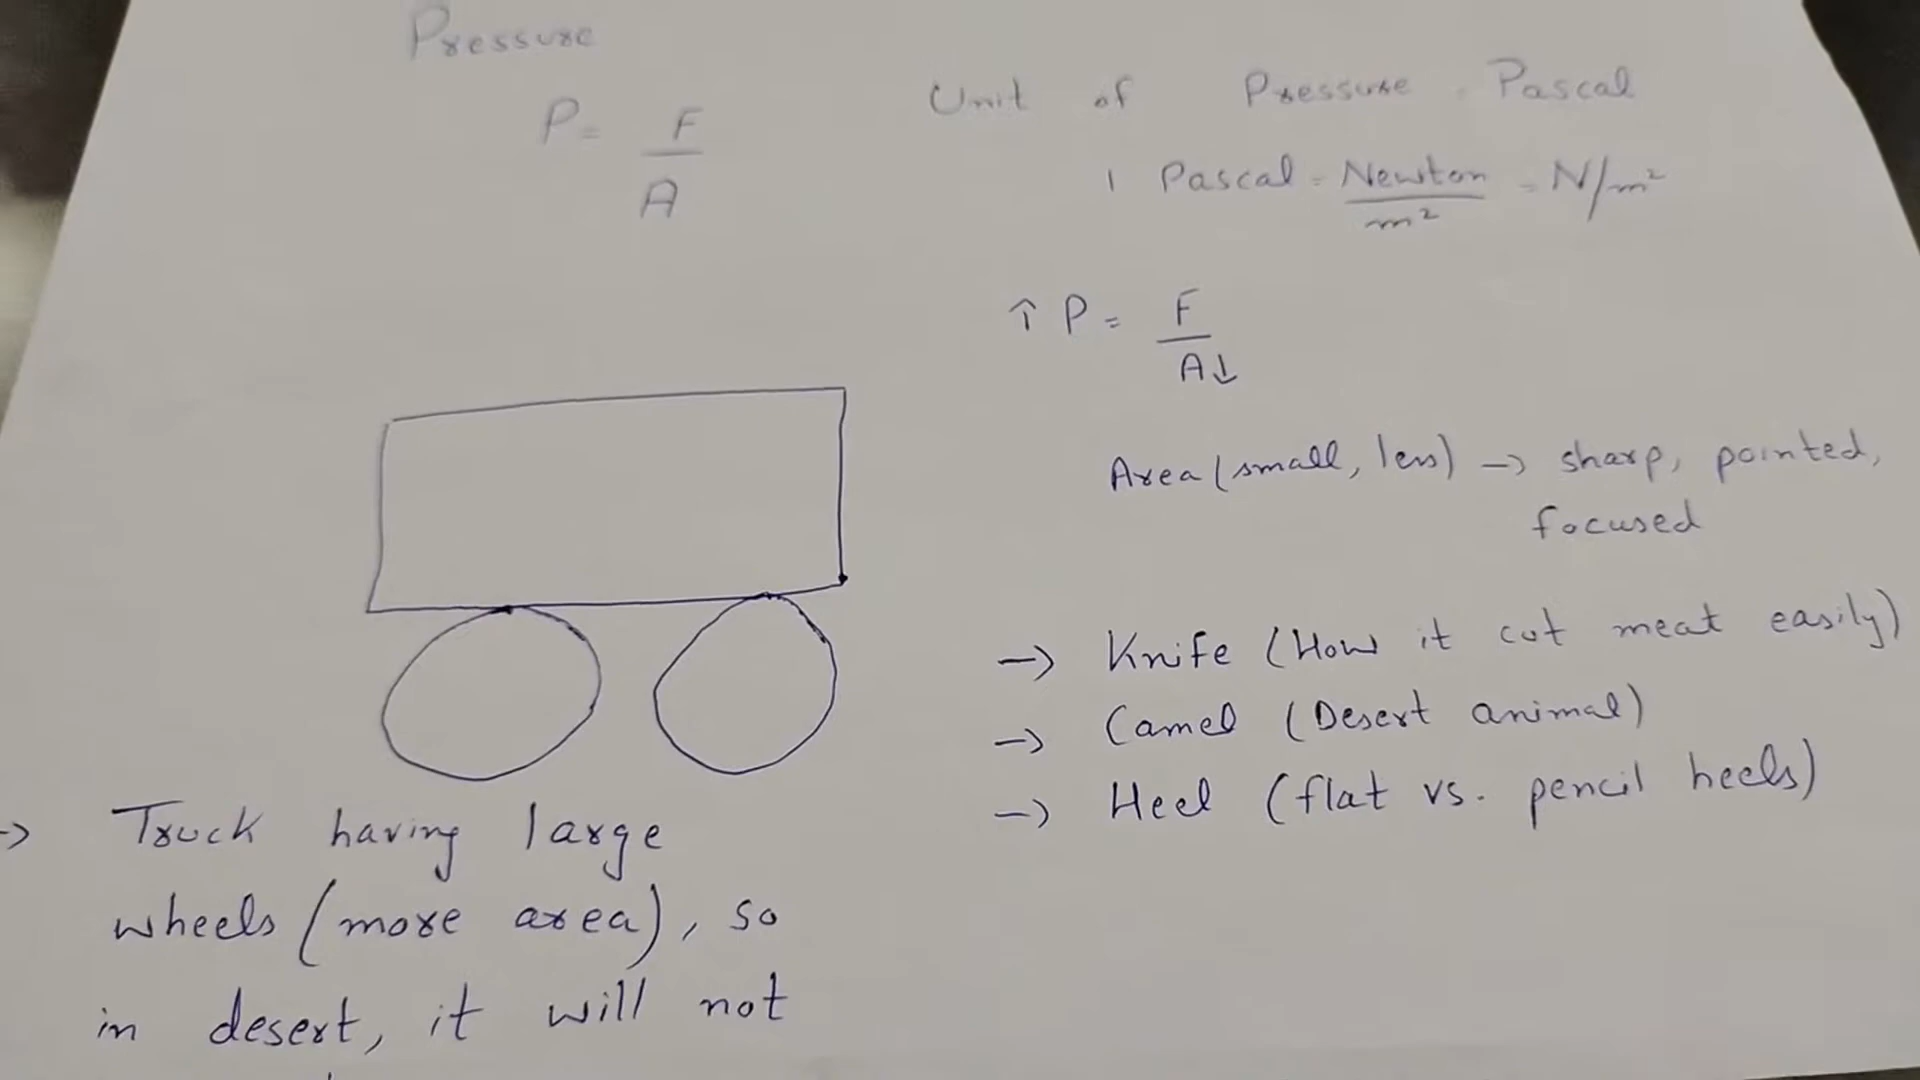 Pressure
P = F
A
Unit of Pressure = Pascal
1 Pascal = Newton = N/m²
m²
↑ P = F
A↓
Area (small, less) → sharp, pointed,
focused
→ Knife (How it cut meat easily)
→ Camel (Desert animal)
→ Heel (flat vs. pencil heels)
→ Truck having large
wheels (more area), so
in desert, it will not